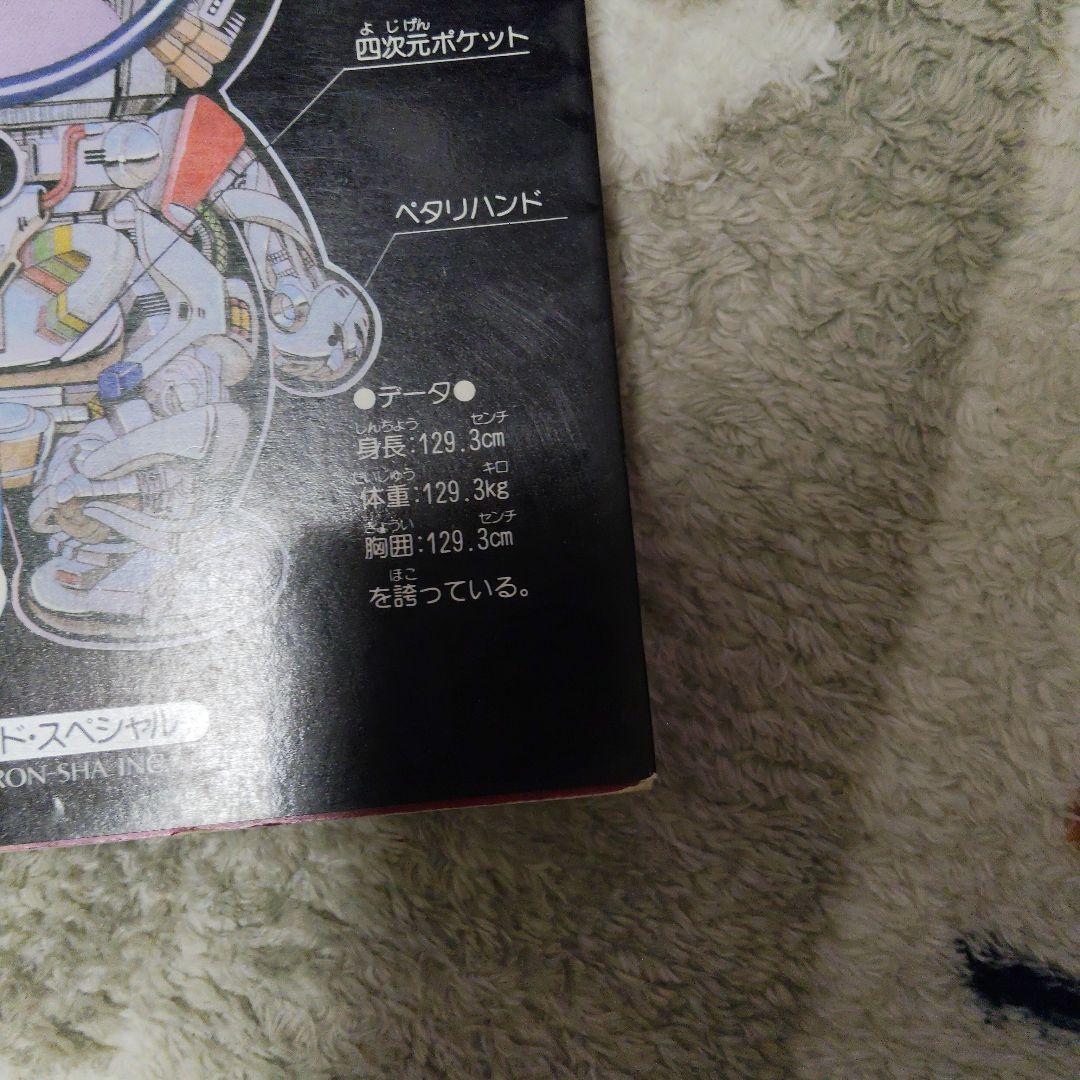 よじげん
四次元ポケット
ペタリハンド
●データ●
しんちょう センチ
身長:129.3cm
たいじゅう キロ
体重:129.3kg
きょうい センチ
胸囲:129.3cm
ほこ
を誇っている。
ド・スペシャル
RON-SHA INC.